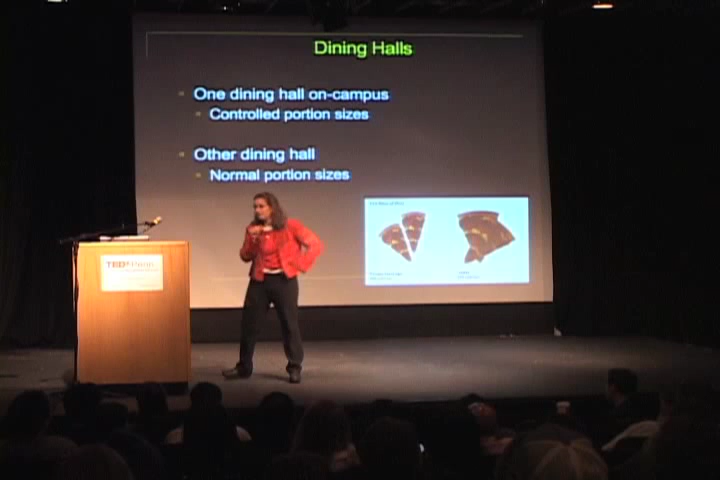 Dining Halls
One dining hall on-campus
Controlled portion sizes
Other dining hall
Normal portion sizes